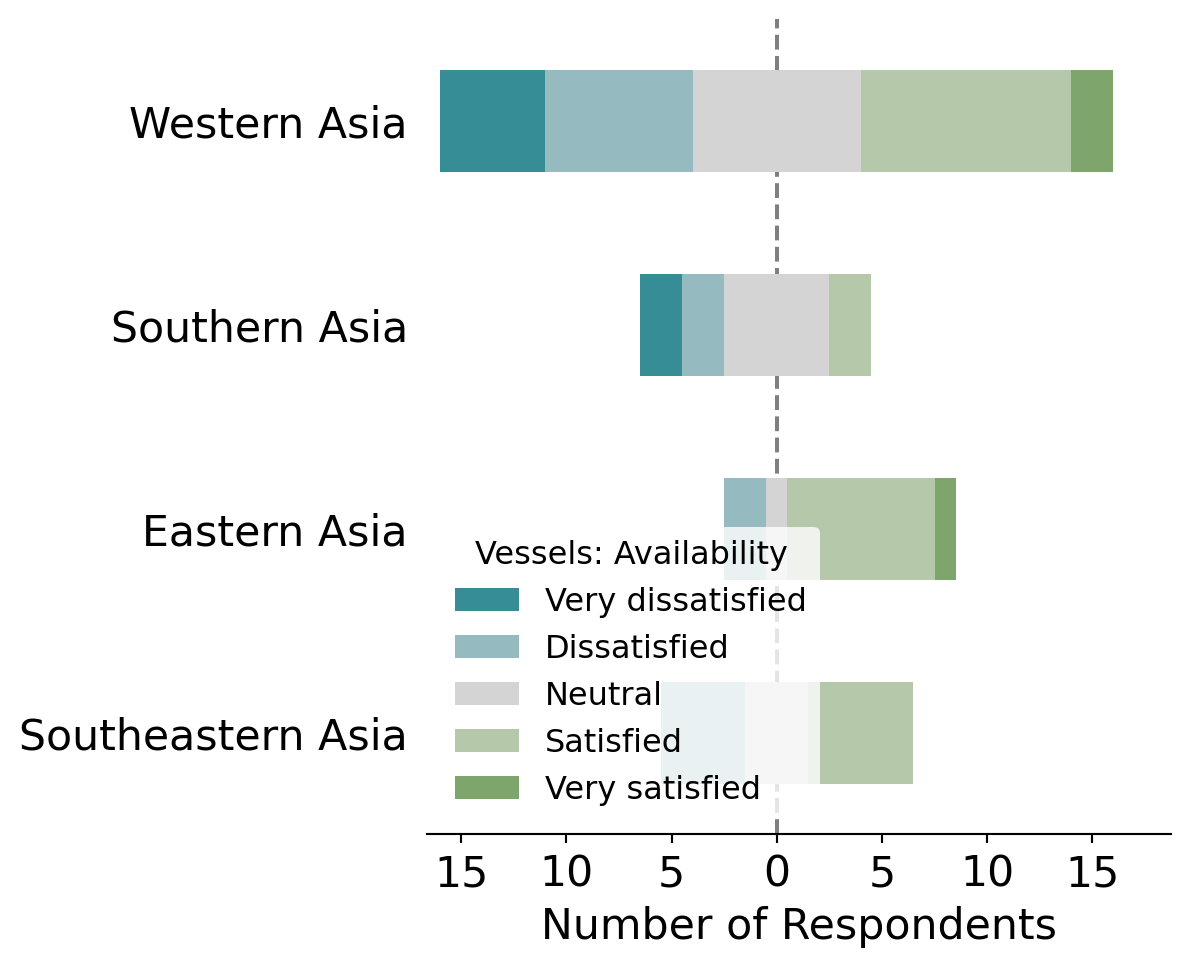 Western Asia
Southern Asia
Eastern Asia
Southeastern Asia
Vessels: Availability
Very dissatisfied
Dissatisfied
Neutral
Satisfied
Very satisfied
15 10 5 0 5 10 15
Number of Respondents